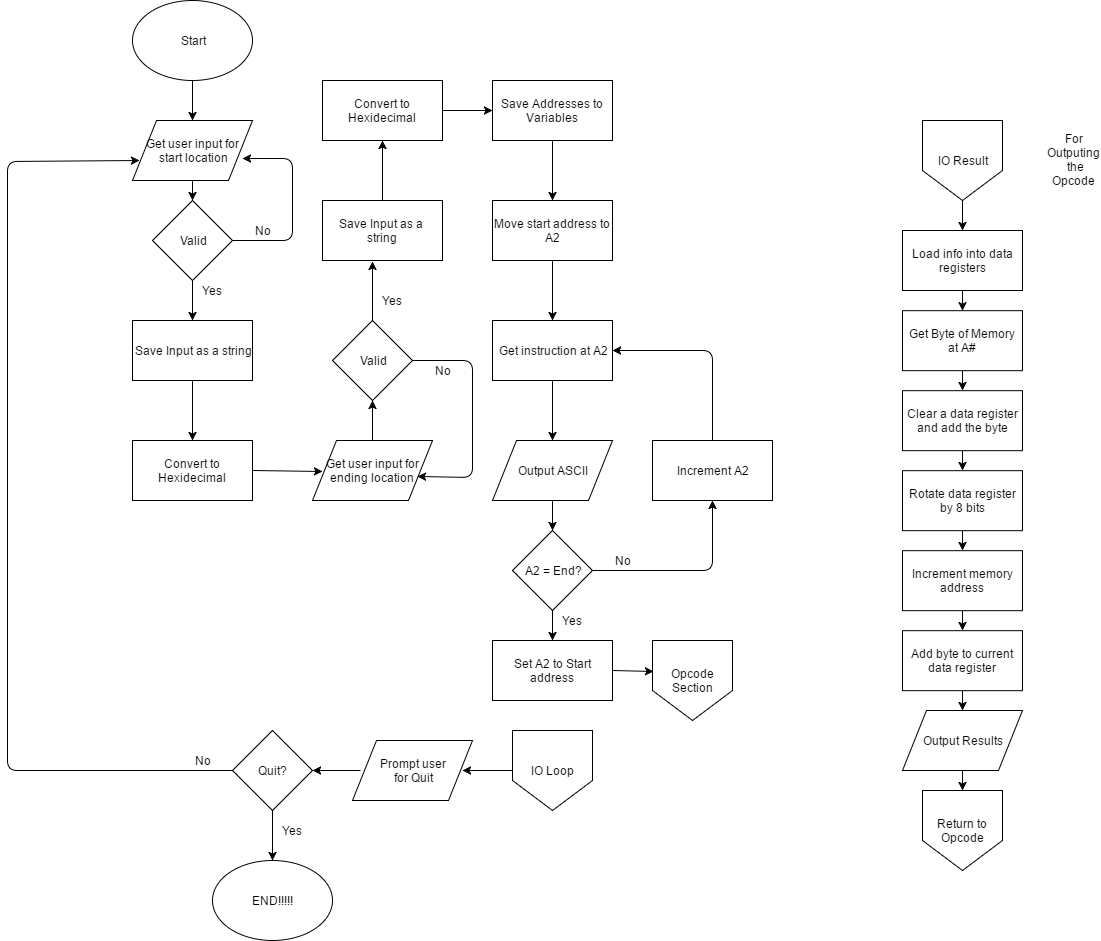 Start
Get user input for
start location
Valid
No
Yes
Save Input as a string
Convert to
Hexidecimal
Get user input for
ending location
Valid
No
Yes
Save Input as a
string
Convert to
Hexidecimal
Save Addresses to
Variables
Move start address to
A2
Get instruction at A2
Output ASCII
A2 = End?
No
Increment A2
Yes
Set A2 to Start
address
Opcode
Section
IO Loop
Prompt user
for Quit
Quit?
No
Yes
END!!!!!
IO Result
For
Outputing
the
Opcode
Load info into data
registers
Get Byte of Memory
at A#
Clear a data register
and add the byte
Rotate data register
by 8 bits
Increment memory
address
Add byte to current
data register
Output Results
Return to
Opcode